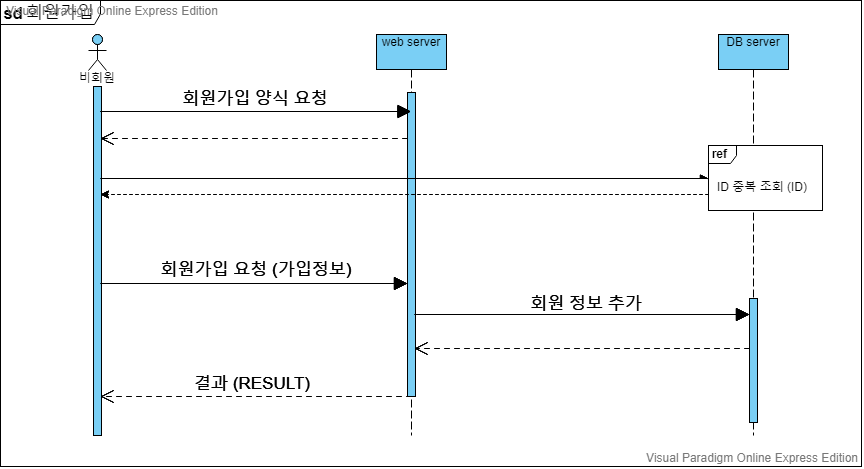 Visual Paradigm Online Express Edition
sd 회원가입
web server
DB server
비회원
회원가입 양식 요청
ref
ID 중복 조회 (ID)
회원가입 요청 (가입정보)
회원 정보 추가
결과 (RESULT)
Visual Paradigm Online Express Edition